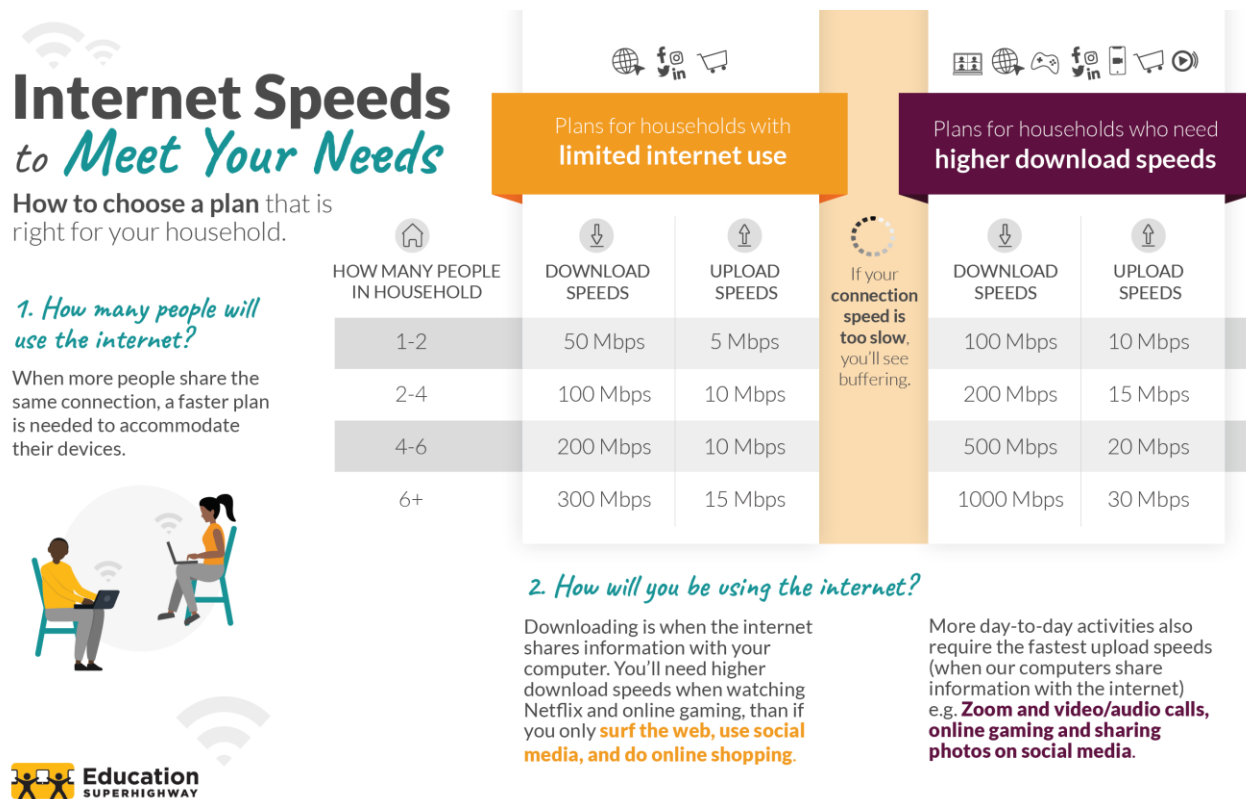 Internet Speeds
to Meet Your Needs
How to choose a plan that is
right for your household.
1. How many people will
use the internet?
When more people share the
same connection, a faster plan
is needed to accommodate
their devices.
Plans for households with
limited internet use
Plans for households who need
higher download speeds
HOW MANY PEOPLE
IN HOUSEHOLD
DOWNLOAD
SPEEDS
UPLOAD
SPEEDS
If your
connection
speed is
too slow,
you'll see
buffering.
DOWNLOAD
SPEEDS
UPLOAD
SPEEDS
1-2 50 Mbps 5 Mbps 100 Mbps 10 Mbps
2-4 100 Mbps 10 Mbps 200 Mbps 15 Mbps
4-6 200 Mbps 10 Mbps 500 Mbps 20 Mbps
6+ 300 Mbps 15 Mbps 1000 Mbps 30 Mbps
2. How will you be using the internet?
Downloading is when the internet
shares information with your
computer. You'll need higher
download speeds when watching
Netflix and online gaming, than if
you only surf the web, use social
media, and do online shopping.
More day-to-day activities also
require the fastest upload speeds
(when our computers share
information with the internet)
e.g. Zoom and video/audio calls,
online gaming and sharing
photos on social media.
Education
SUPERHIGHWAY